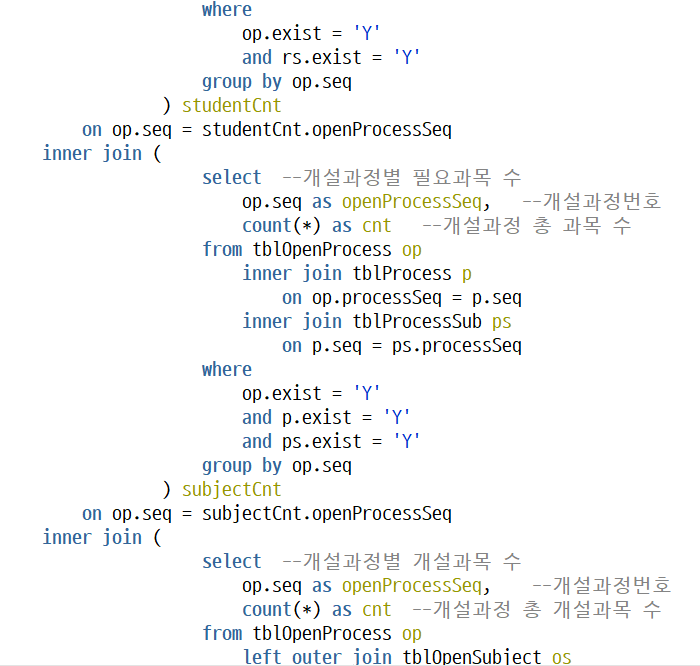 where
op.exist = 'Y'
and rs.exist = 'Y'
group by op.seq
) studentCnt
on op.seq = studentCnt.openProcessSeq
inner join (
select --개설과정별 필요과목 수
op.seq as openProcessSeq, --개설과정번호
count(*) as cnt --개설과정 총 과목 수
from tblOpenProcess op
inner join tblProcess p
on op.processSeq = p.seq
inner join tblProcessSub ps
on p.seq = ps.processSeq
where
op.exist = 'Y'
and p.exist = 'Y'
and ps.exist = 'Y'
group by op.seq
) subjectCnt
on op.seq = subjectCnt.openProcessSeq
inner join (
select --개설과정별 개설과목 수
op.seq as openProcessSeq, --개설과정번호
count(*) as cnt --개설과정 총 개설과목 수
from tblOpenProcess op
left outer join tblOpenSubject os